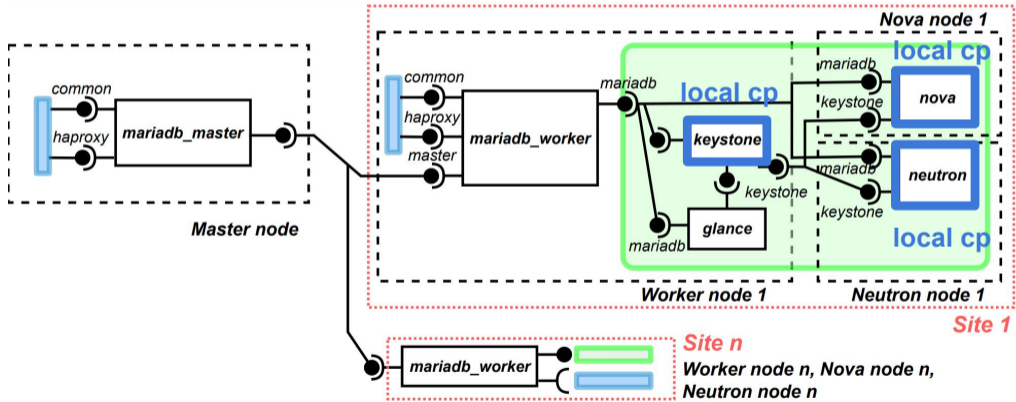 Nova node 1
common
haproxy
mariadb_master
Master node
common
haproxy
master
mariadb_worker
mariadb
local cp
keystone
keystone
glance
mariadb
Worker node 1
local cp
mariadb
keystone
nova
mariadb
keystone
neutron
local cp
Neutron node 1
Site 1
mariadb_worker
Site n
Worker node n, Nova node n,
Neutron node n